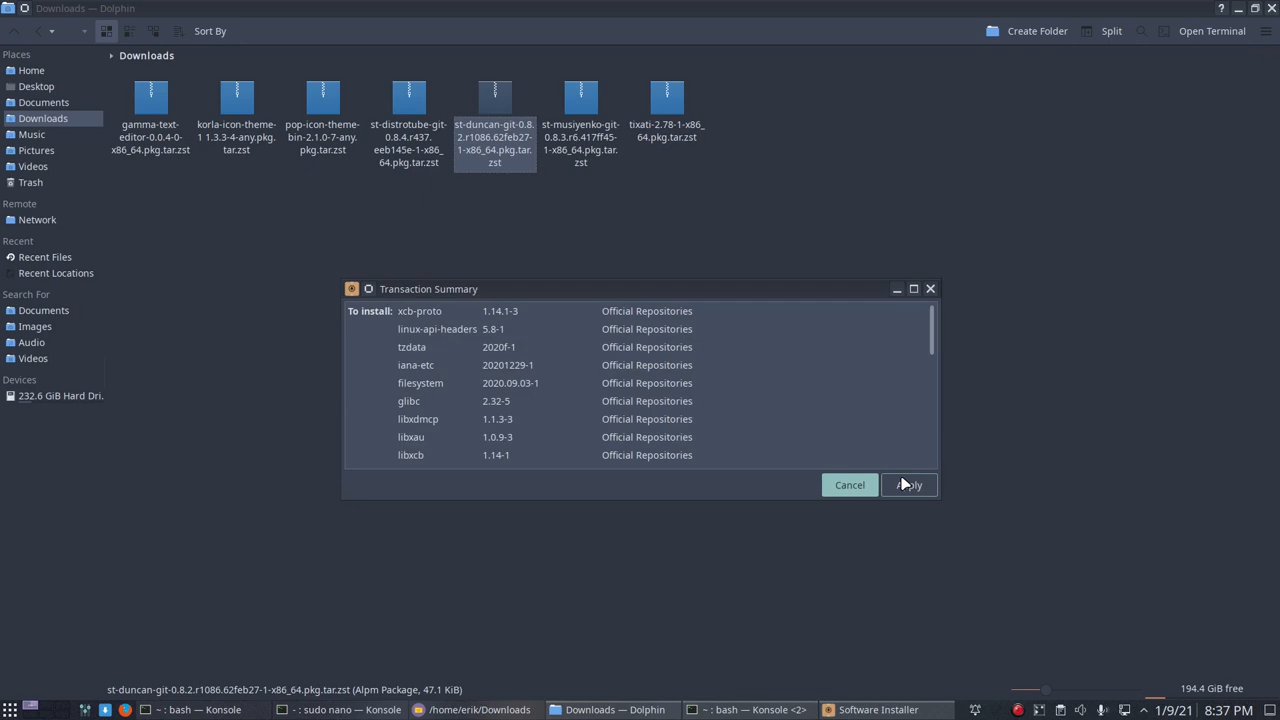 Downloads — Dolphin
?
Sort By
Create Folder
Split
Open Terminal
Places
Home
Desktop
Documents
Downloads
Music
Pictures
Videos
Trash
Remote
Network
Recent
Recent Files
Recent Locations
Search For
Documents
Images
Audio
Videos
Devices
232.6 GiB Hard Dri.
Downloads
gamma-text-
editor-0.0.4-0-
x86_64.pkg.tar.zst
korla-icon-theme-
1 1.3.3-4-any.pkg.
tar.zst
pop-icon-theme-
bin-2.1.0-7-any.
pkg.tar.zst
st-distrotube-git-
0.8.4.r437.
eeb145e-1-x86_
64.pkg.tar.zst
st-duncan-git-0.8.
2.r1086.62feb27-
1-x86_64.pkg.tar.
zst
st-musiyenko-git-
0.8.3.r6.417ff45-
1-x86_64.pkg.tar.
zst
tixati-2.78-1-x86_
64.pkg.tar.zst
Transaction Summary
To install: xcb-proto 1.14.1-3 Official Repositories
linux-api-headers 5.8-1 Official Repositories
tzdata 2020f-1 Official Repositories
iana-etc 20201229-1 Official Repositories
filesystem 2020.09.03-1 Official Repositories
glibc 2.32-5 Official Repositories
libxdmcp 1.1.3-3 Official Repositories
libxau 1.0.9-3 Official Repositories
libxcb 1.14-1 Official Repositories
Cancel
Apply
st-duncan-git-0.8.2.r1086.62feb27-1-x86_64.pkg.tar.zst (Alpm Package, 47.1 KiB)
194.4 GiB free
~ : bash — Konsole
- : sudo nano — Konsole
/home/erik/Downloads
Downloads — Dolphin
~ : bash — Konsole <2>
Software Installer
1/9/21
8:37 PM